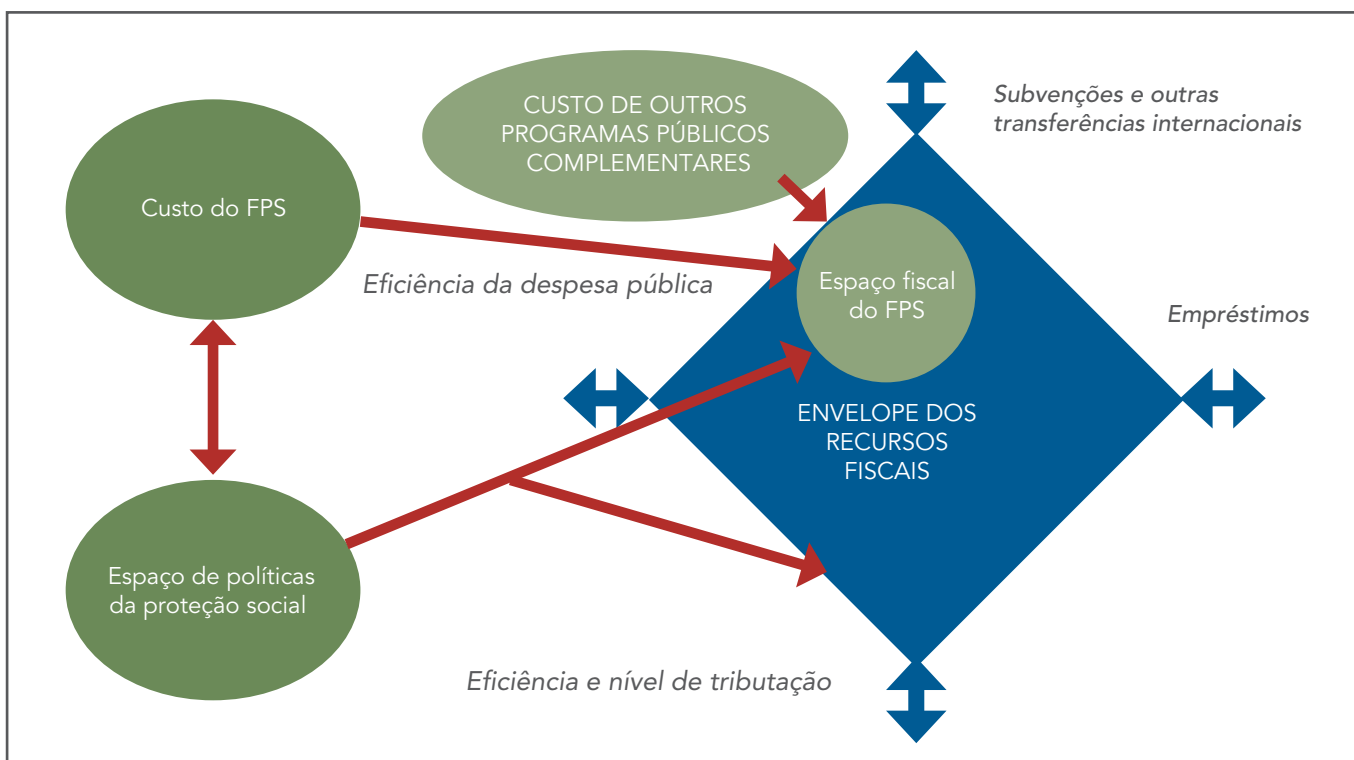 CUSTO DE OUTROS
PROGRAMAS PÚBLICOS
COMPLEMENTARES
Subvenções e outras
transferências internacionais
Custo do FPS
Eficiência da despesa pública
Espaço fiscal
do FPS
Empréstimos
ENVELOPE DOS
RECURSOS
FISCAIS
Espaço de políticas
da proteção social
Eficiência e nível de tributação